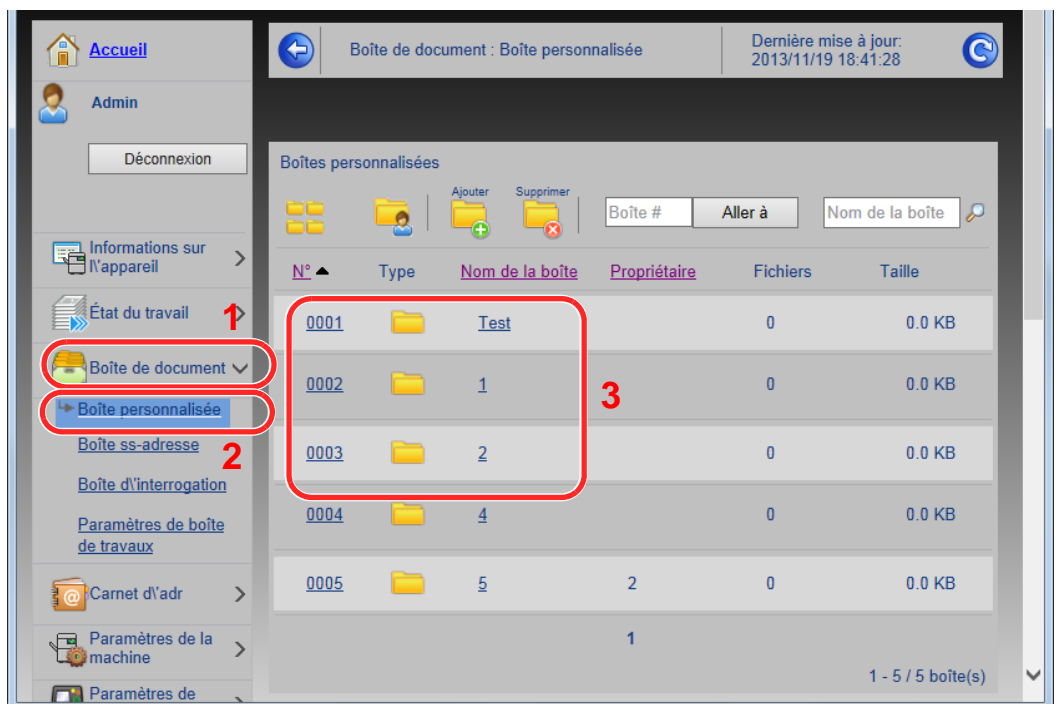 Accueil
Admin
Déconnexion
Informations sur
l\'appareil
État du travail
1
Boîte de document
Boîte personnalisée
2
Boîte ss-adresse
Boîte d\'interrogation
Paramètres de boîte
de travaux
Carnet d\'adr
Paramètres de la
machine
Paramètres de
Boîte de document : Boîte personnalisée
Dernière mise à jour:
2013/11/19 18:41:28
Boîtes personnalisées
Ajouter Supprimer
Boîte # Aller à Nom de la boîte
N° Type Nom de la boîte Propriétaire Fichiers Taille
0001 Test 0 0.0 KB
0002 1 0 0.0 KB
3
0003 2 0 0.0 KB
0004 4 0 0.0 KB
0005 5 2 0 0.0 KB
1
1 - 5 / 5 boîte(s)